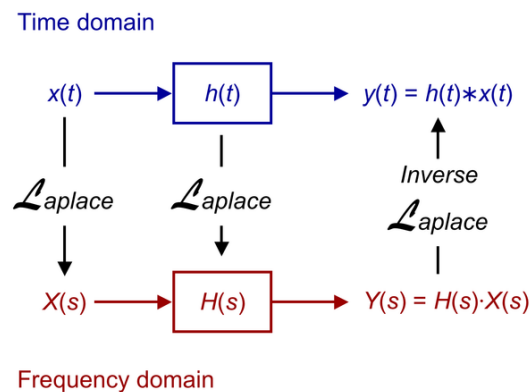 Time domain
x(t) h(t) y(t) = h(t)∗x(t)
Inverse
ℒaplace ℒaplace ℒaplace
X(s) H(s) Y(s) = H(s)·X(s)
Frequency domain